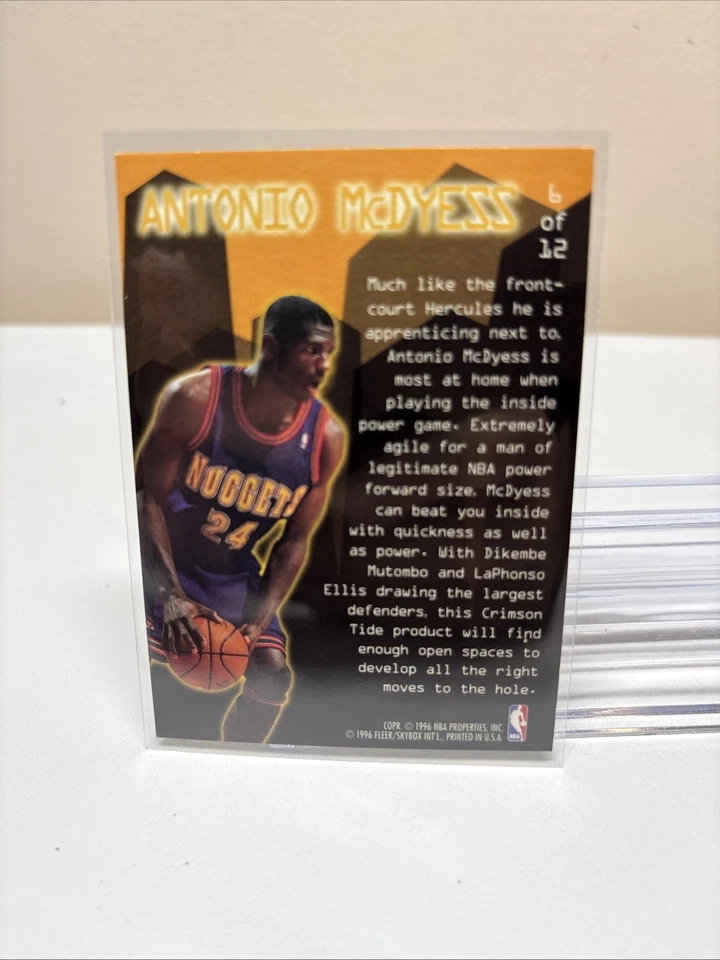 ANTONIO McDYESS
6
of
12
Much like the front-
court Hercules he is
apprenticing next to,
Antonio McDyess is
most at home when
playing the inside
power game. Extremely
agile for a man of
legitimate NBA power
forward size, McDyess
can beat you inside
with quickness as well
as power. With Dikembe
Mutombo and LaPhonso
Ellis drawing the largest
defenders, this Crimson
Tide product will find
enough open spaces to
develop all the right
moves to the hole.
NUGGETS
24
COPR. © 1996 NBA PROPERTIES, INC.
© 1996 FLEER/SKYBOX INT'L., PRINTED IN U.S.A.
NBA